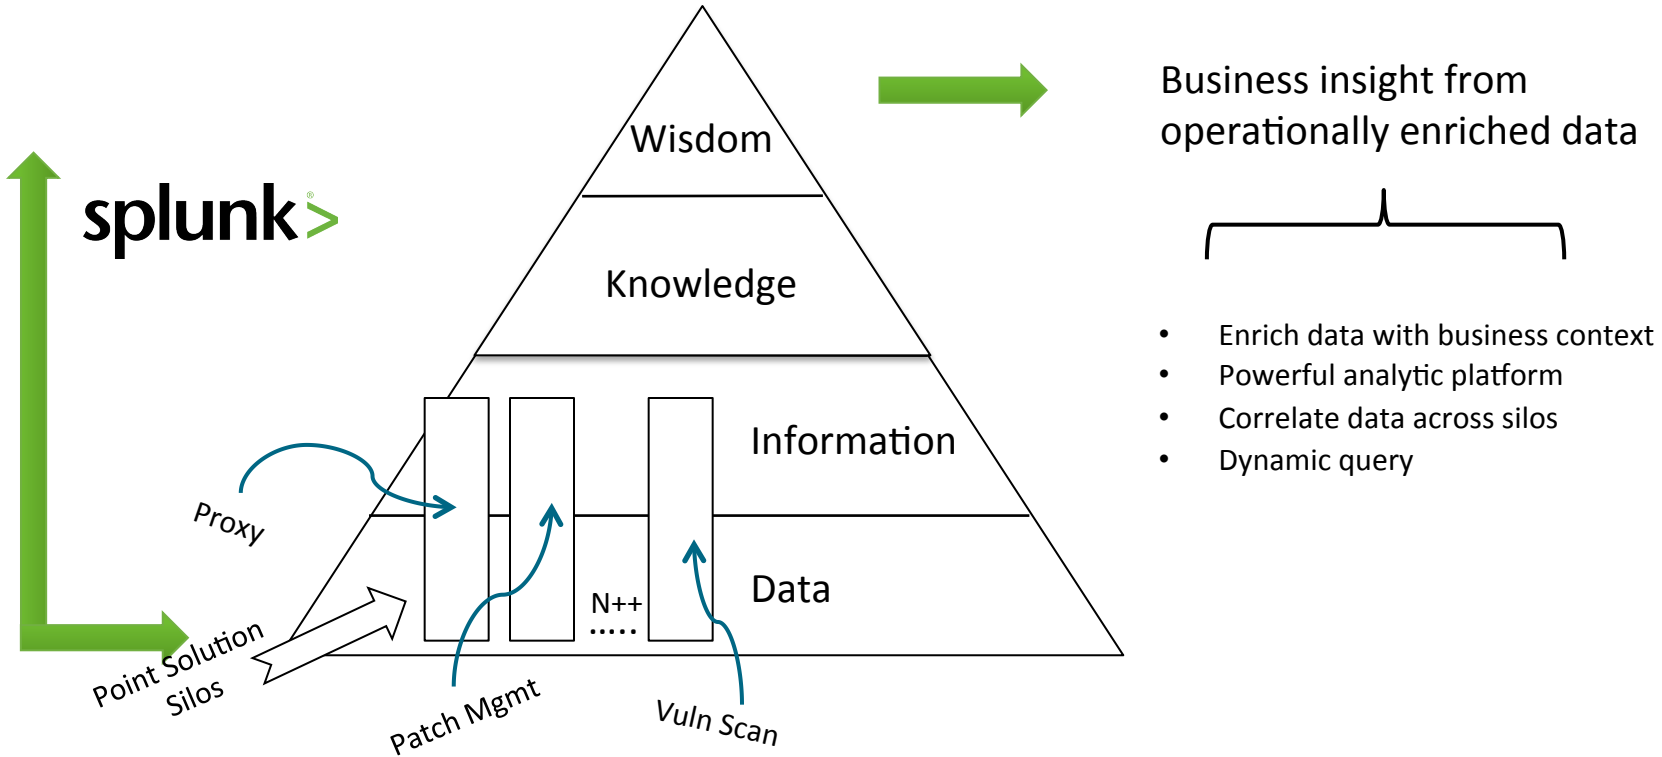 Business insight from
operationally enriched data
Wisdom
splunk>®
Knowledge
• Enrich data with business context
• Powerful analytic platform
• Correlate data across silos
• Dynamic query
Information
Proxy
Data
N++
.....
Point Solution
Silos
Patch Mgmt
Vuln Scan